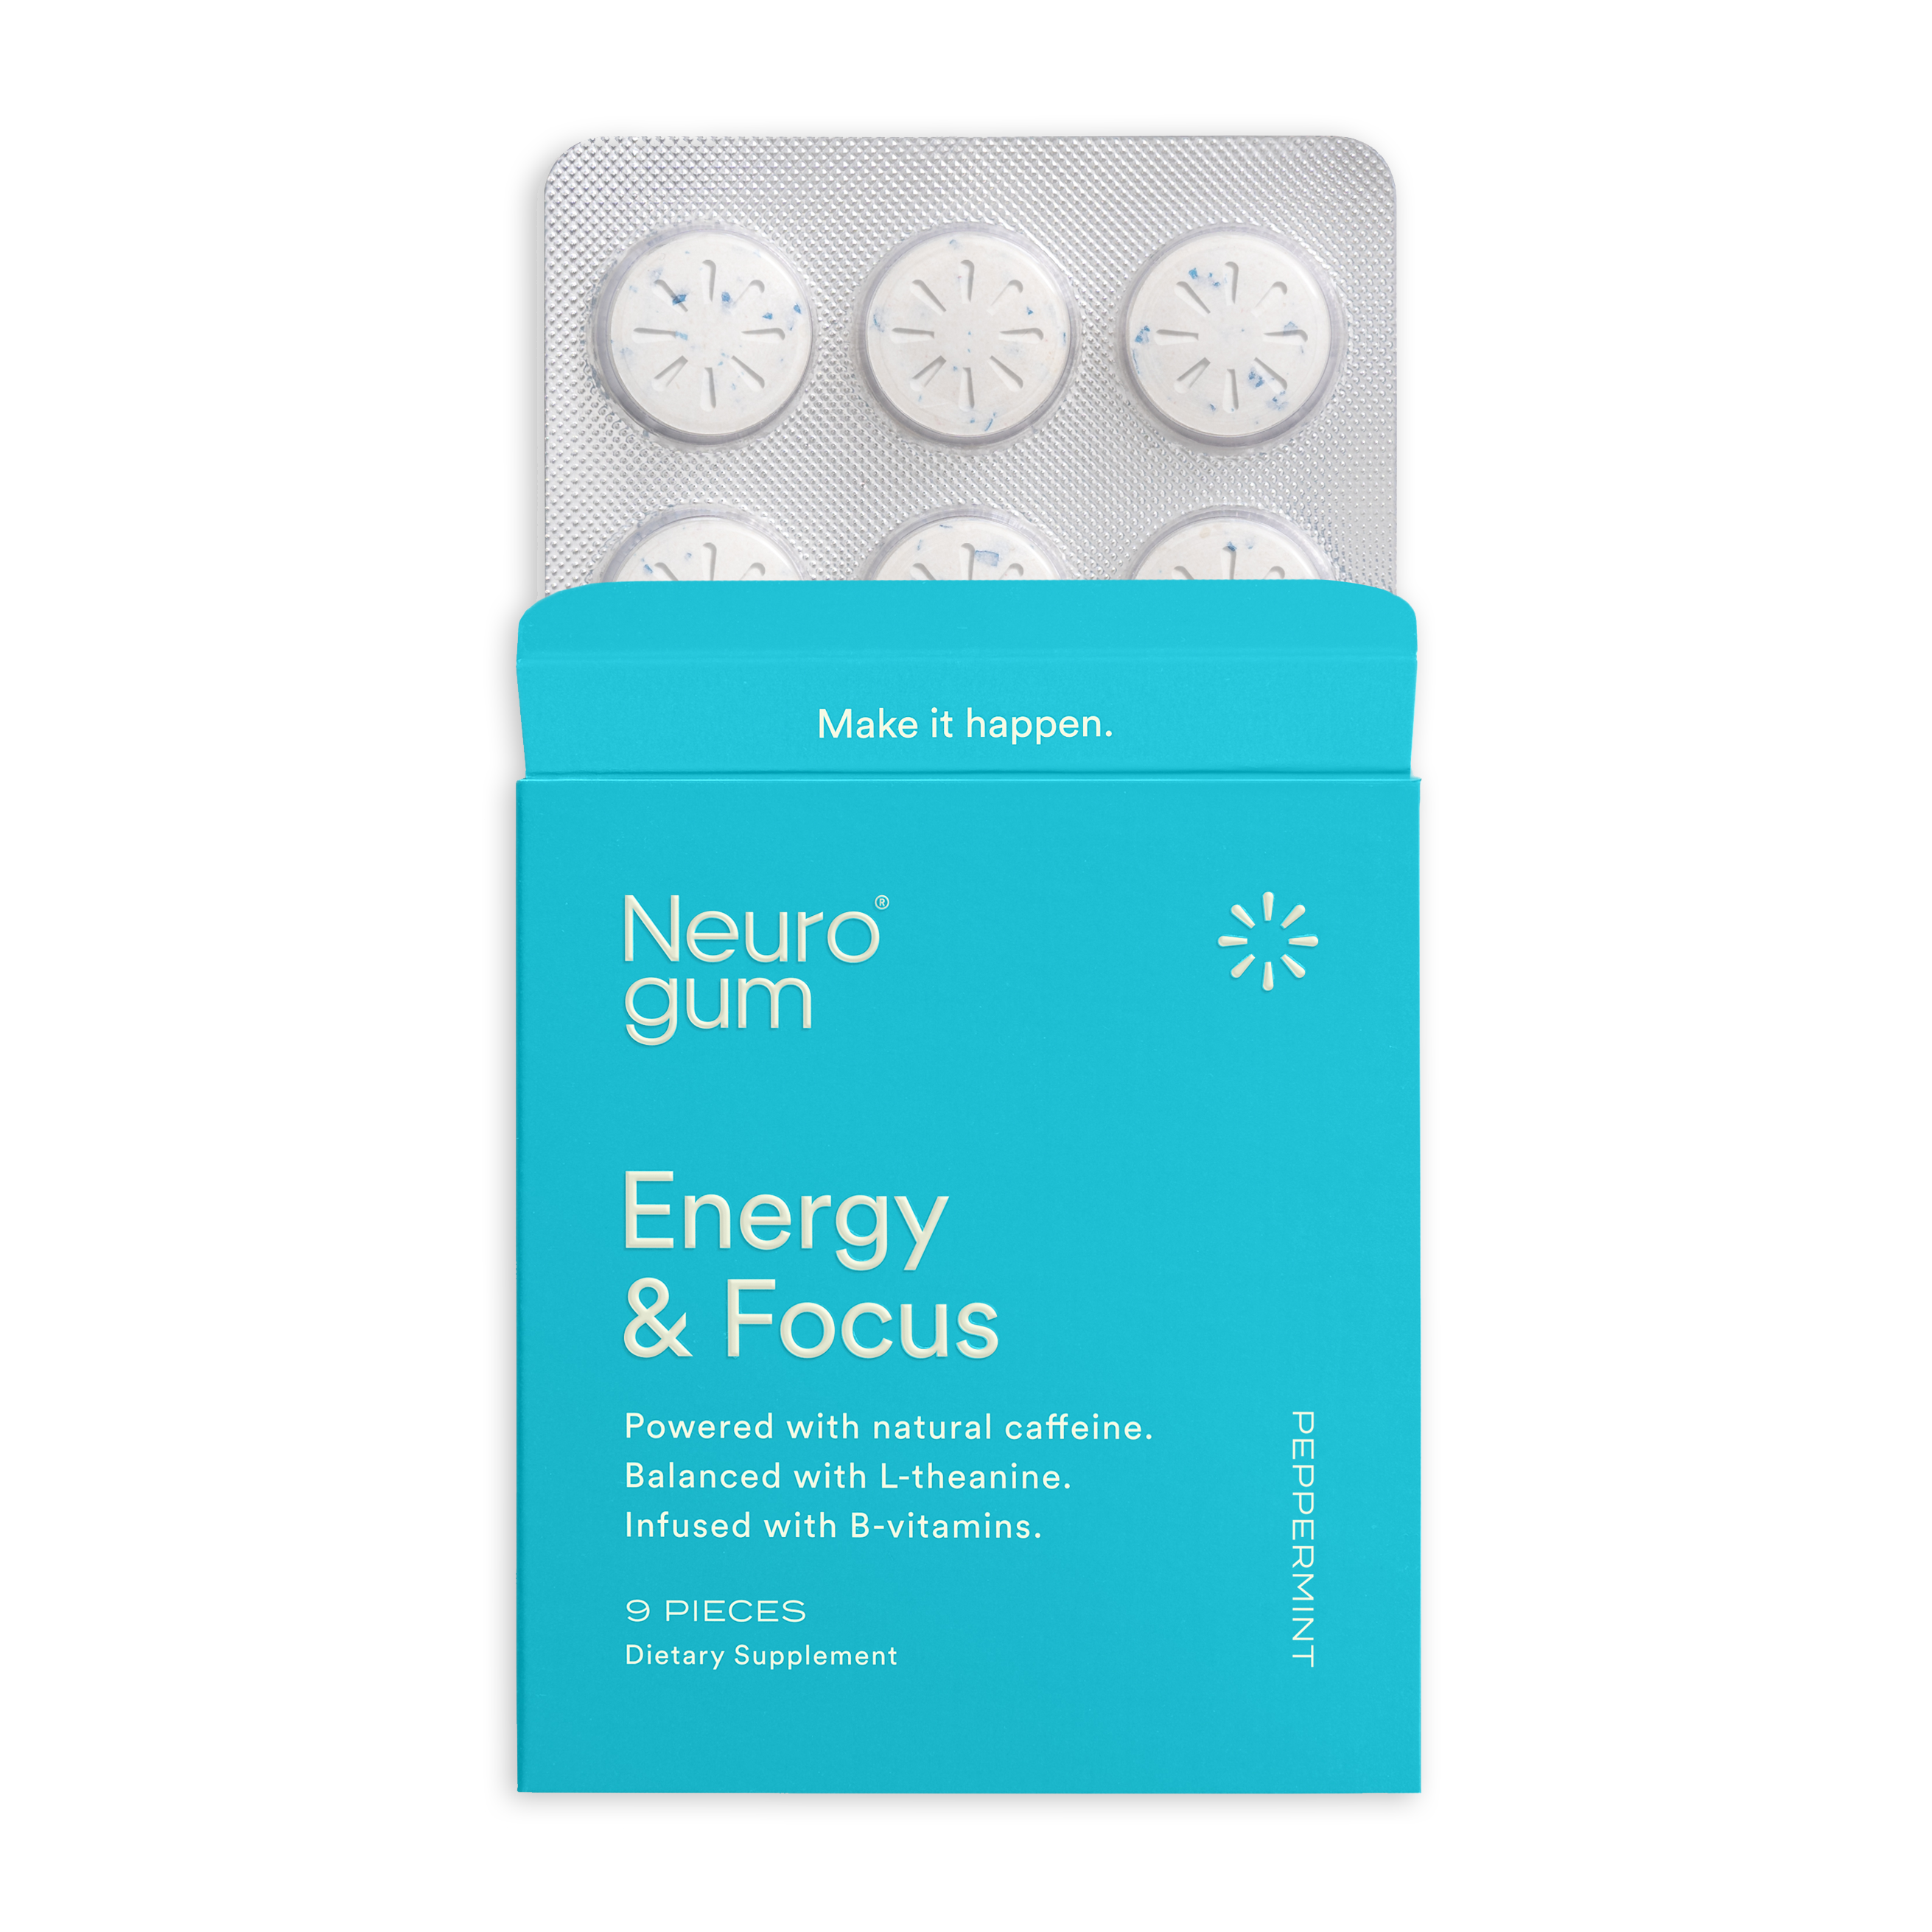 Make it happen.
Neuro®
gum
Energy
& Focus
Powered with natural caffeine.
Balanced with L-theanine.
Infused with B-vitamins.
9 PIECES
Dietary Supplement
PEPPERMINT